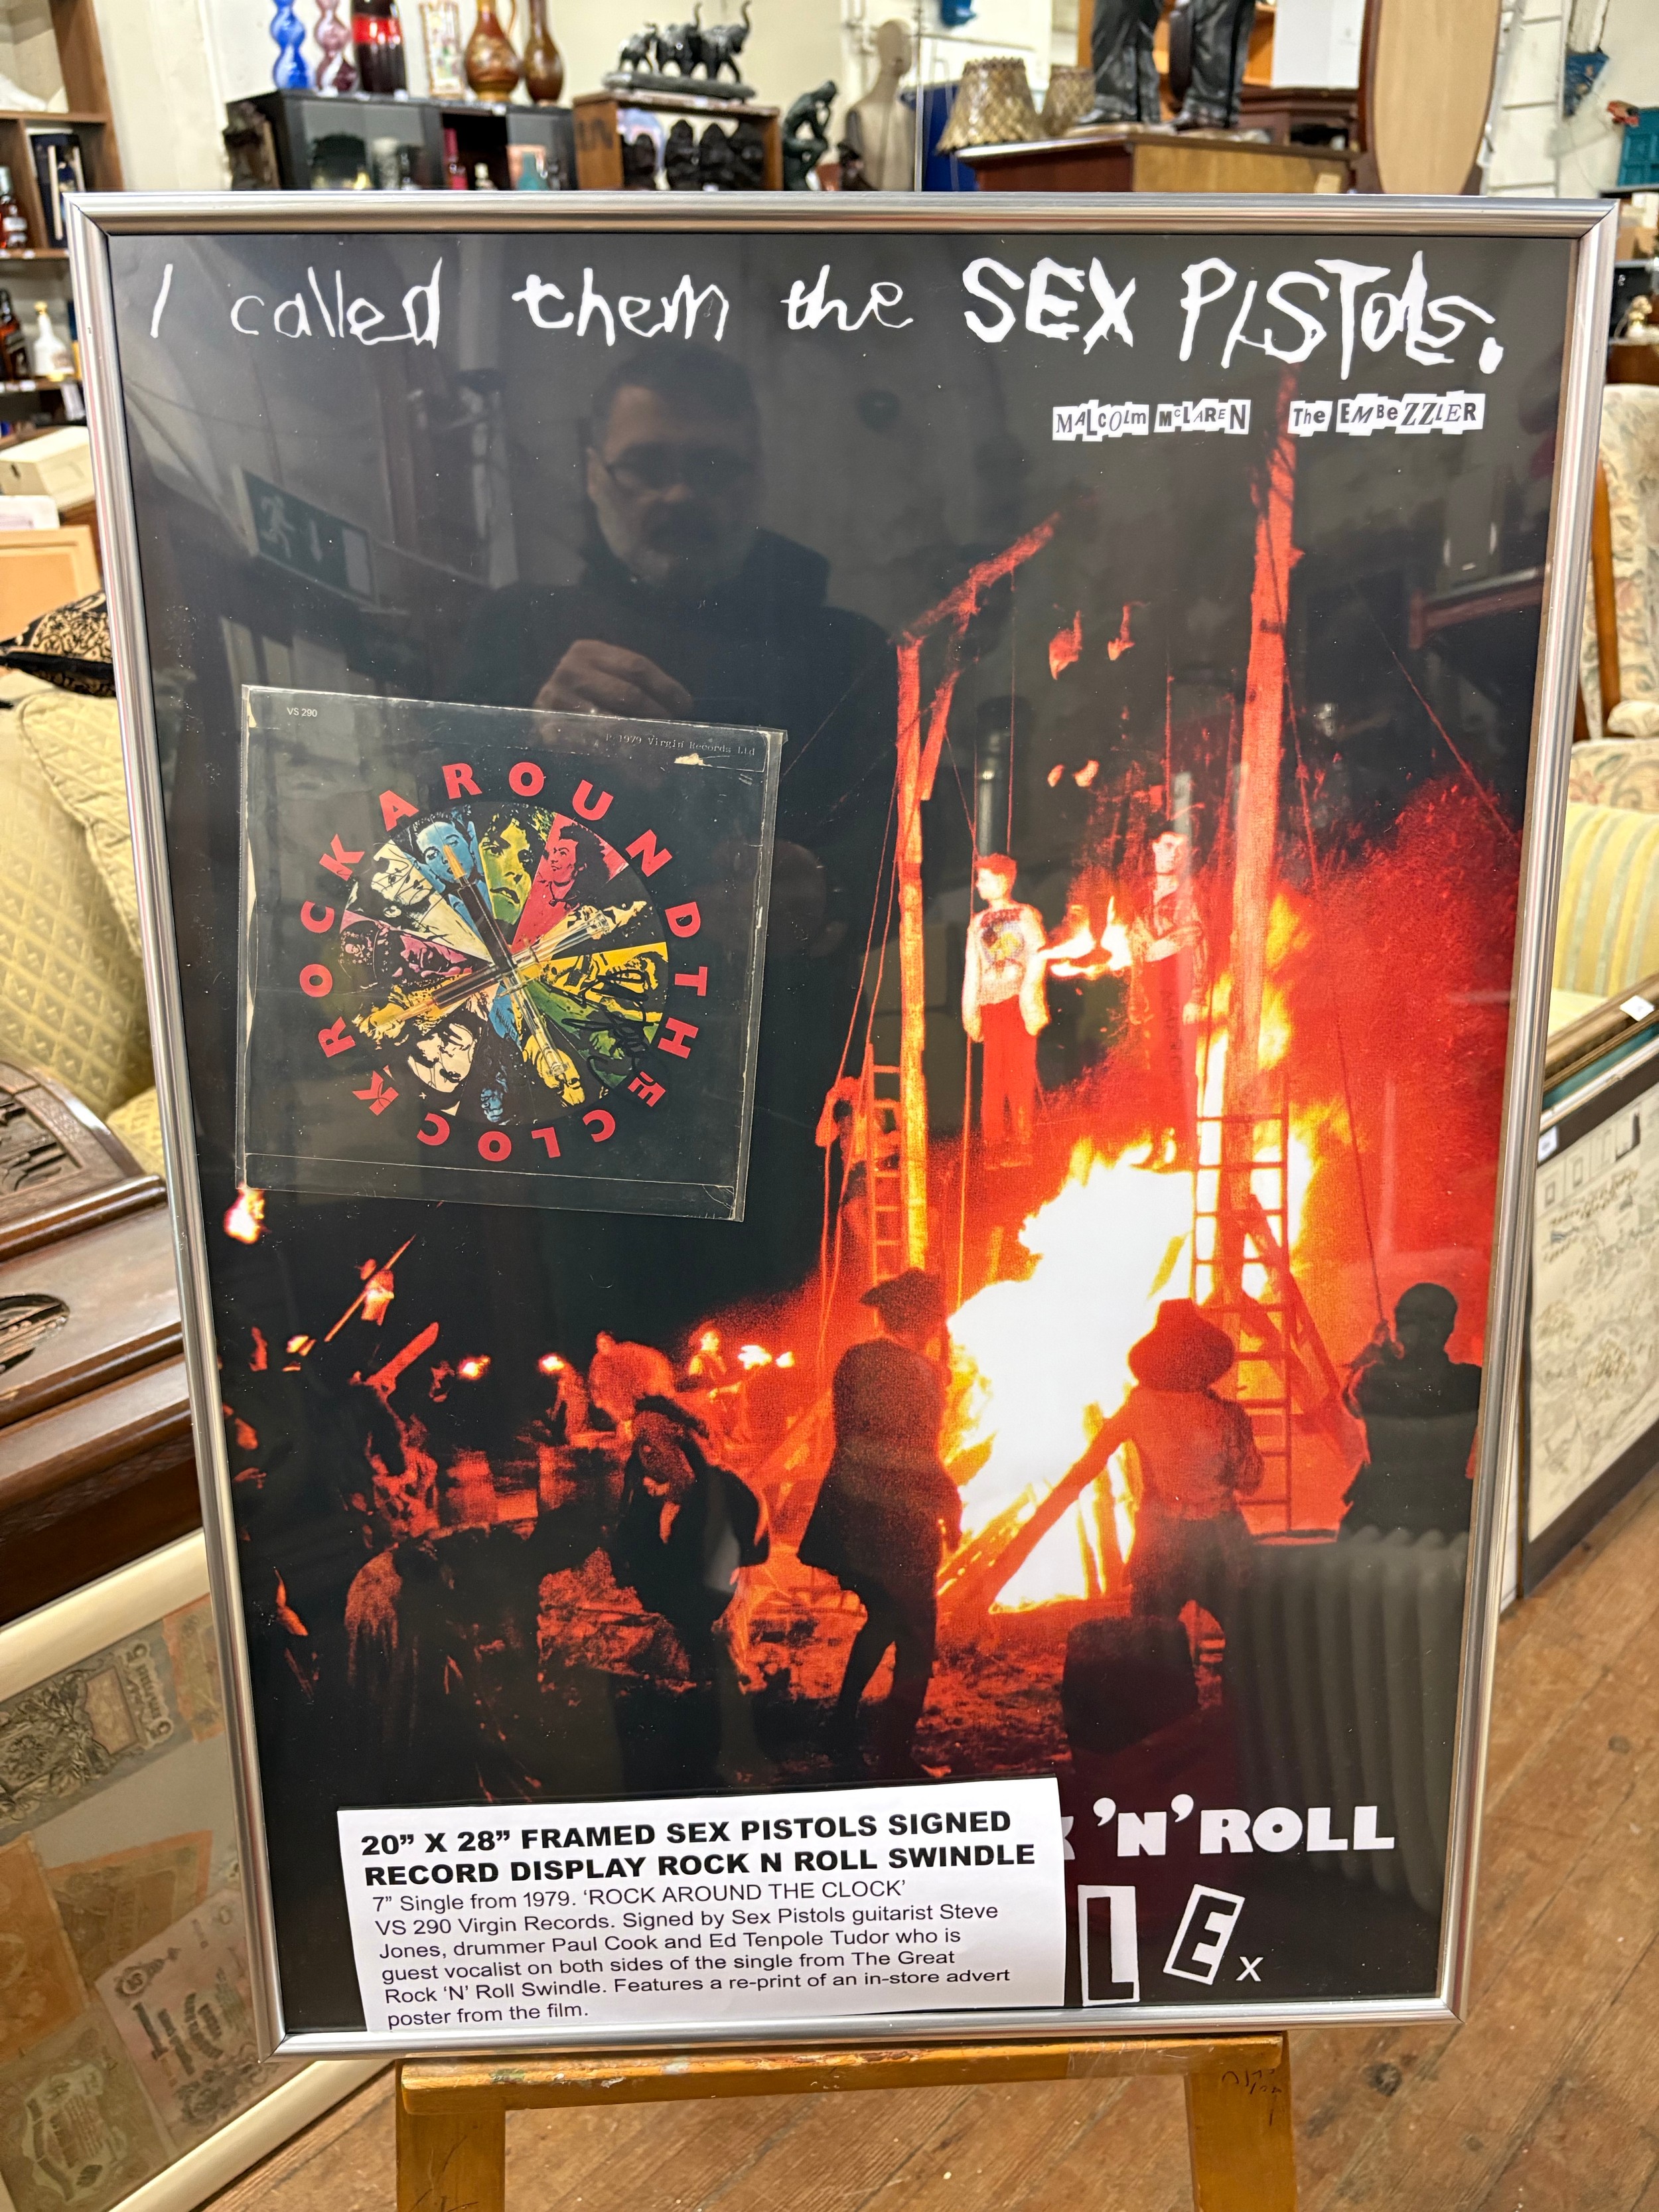 I called them the SEX PISTOLS.
MALCOLM McLAREN The EMBEZZLER
VS 290
P 1979 Virgin Records Ltd
ROCK AROUND THE CLOCK
'N' ROLL
L E x
20” X 28” FRAMED SEX PISTOLS SIGNED
RECORD DISPLAY ROCK N ROLL SWINDLE
7” Single from 1979. ‘ROCK AROUND THE CLOCK’
VS 290 Virgin Records. Signed by Sex Pistols guitarist Steve
Jones, drummer Paul Cook and Ed Tenpole Tudor who is
guest vocalist on both sides of the single from The Great
Rock ‘N’ Roll Swindle. Features a re-print of an in-store advert
poster from the film.